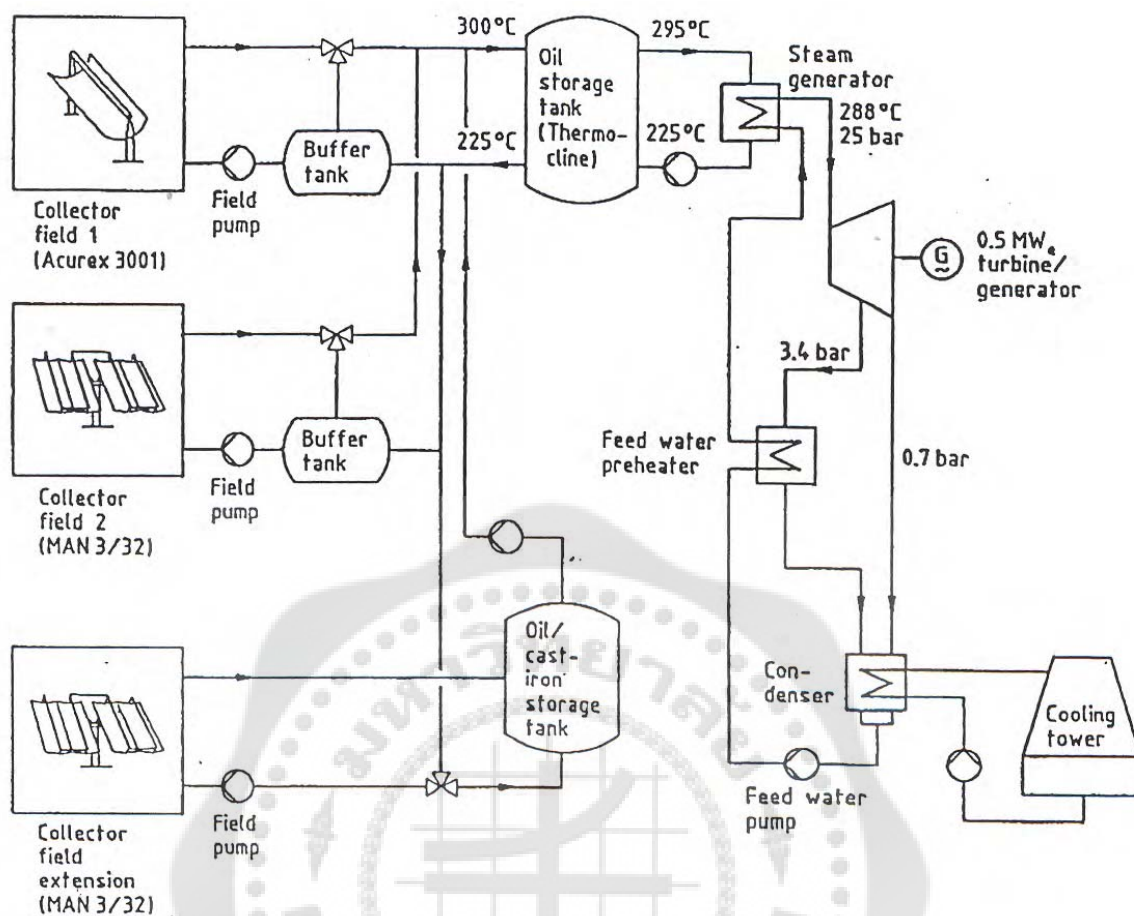 300°C
295°C
Oil
storage
tank
(Thermo-
cline)
Steam
generator
288°C
25 bar
225°C
225°C
Buffer
tank
Field
pump
Collector
field 1
(Acurex 3001)
G
0.5 MWe
turbine/
generator
3.4 bar
Buffer
tank
Field
pump
Collector
field 2
(MAN 3/32)
Feed water
preheater
0.7 bar
Oil/
cast-
iron
storage
tank
Con-
denser
Cooling
tower
Field
pump
Feed water
pump
Collector
field
extension
(MAN 3/32)